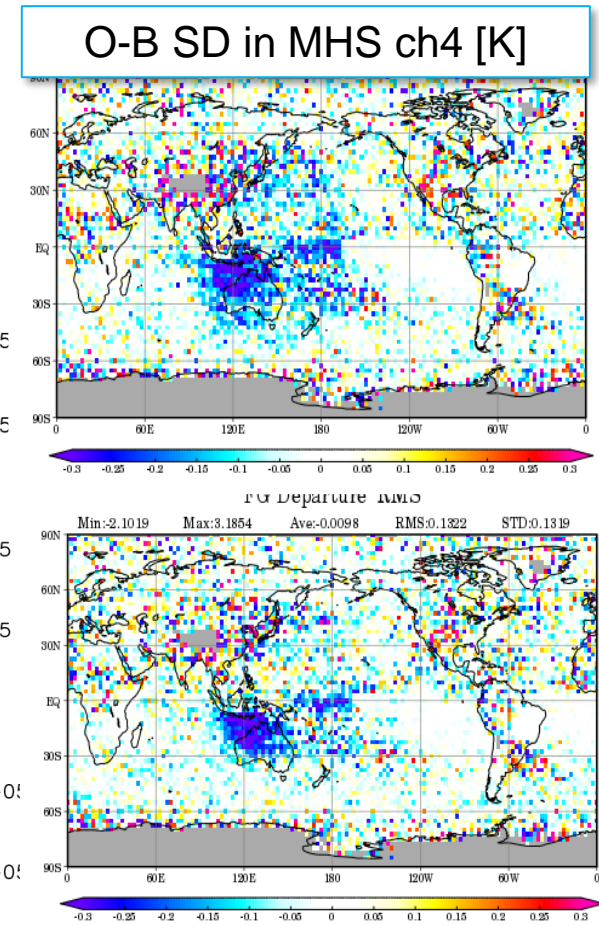 O-B SD in MHS ch4 [K]
90N
60N
30N
EQ
30S
60S
90S
0 60E 120E 180 120W 60W 0
-0.3 -0.25 -0.2 -0.15 -0.1 -0.05 0 0.05 0.1 0.15 0.2 0.25 0.3
FG Departure RMS
Min:-2.1019 Max:3.1854 Ave:-0.0098 RMS:0.1322 STD:0.1319
90N
60N
30N
EQ
30S
60S
90S
0 60E 120E 180 120W 60W 0
-0.3 -0.25 -0.2 -0.15 -0.1 -0.05 0 0.05 0.1 0.15 0.2 0.25 0.3